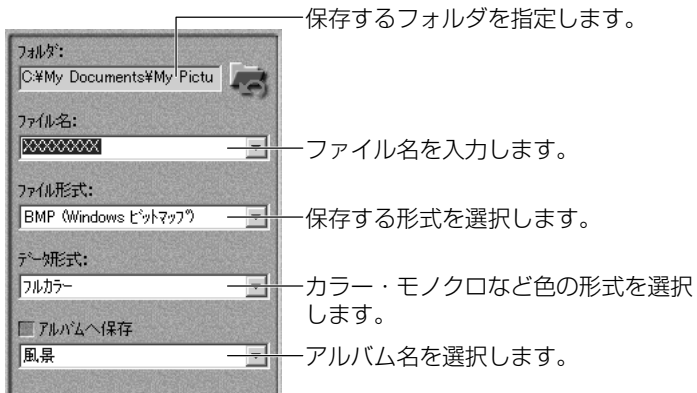 保存するフォルダを指定します。
フォルダ:
C:¥My Documents¥My Pictu
ファイル名:
XXXXXXXX
ファイル名を入力します。
ファイル形式:
BMP (Windows ビットマップ)
保存する形式を選択します。
データ形式:
フルカラー
カラー・モノクロなど色の形式を選択
します。
アルバムへ保存
風景
アルバム名を選択します。